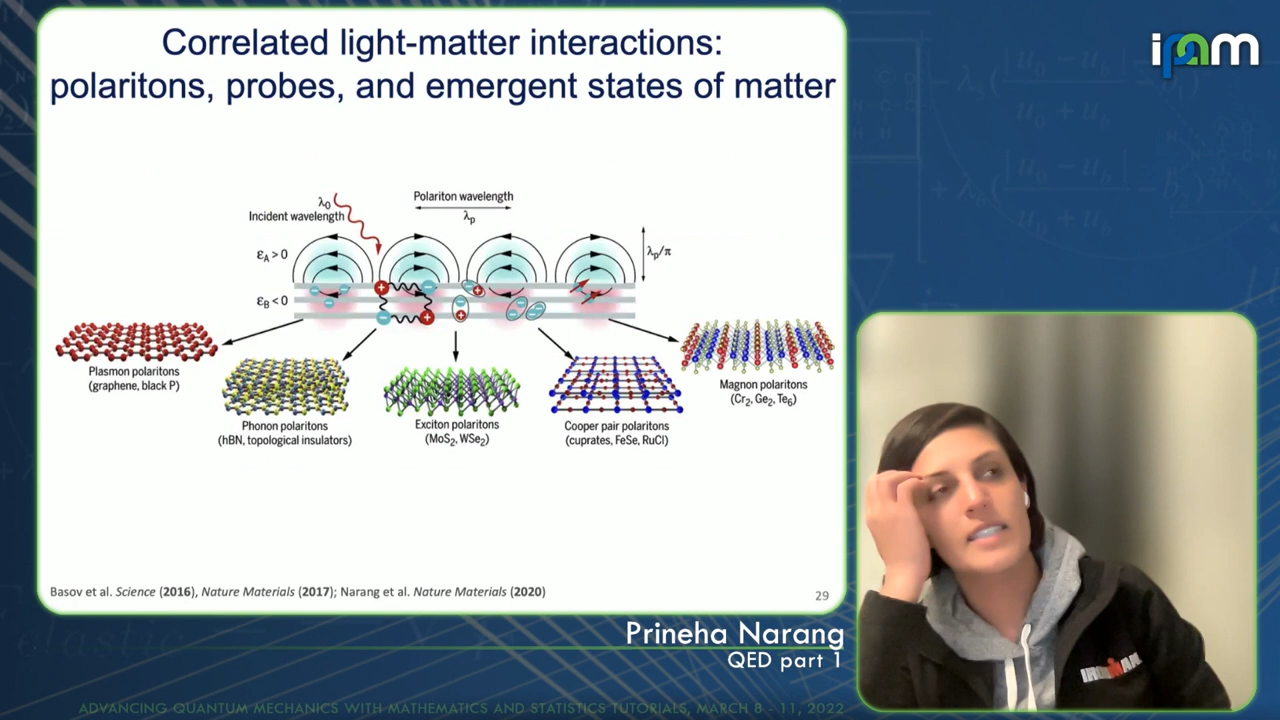 Correlated light-matter interactions:
polaritons, probes, and emergent states of matter
ipam
λ0
Incident wavelength
Polariton wavelength
λp
λp/π
εA > 0
εB < 0
Plasmon polaritons
(graphene, black P)
Phonon polaritons
(hBN, topological insulators)
Exciton polaritons
(MoS2, WSe2)
Cooper pair polaritons
(cuprates, FeSe, RuCl)
Magnon polaritons
(Cr2, Ge2, Te6)
Basov et al. Science (2016), Nature Materials (2017); Narang et al. Nature Materials (2020)
29
Prineha Narang
QED part 1
IRONMAN
ADVANCING QUANTUM MECHANICS WITH MATHEMATICS AND STATISTICS TUTORIALS, MARCH 8 - 11, 2022
elastic